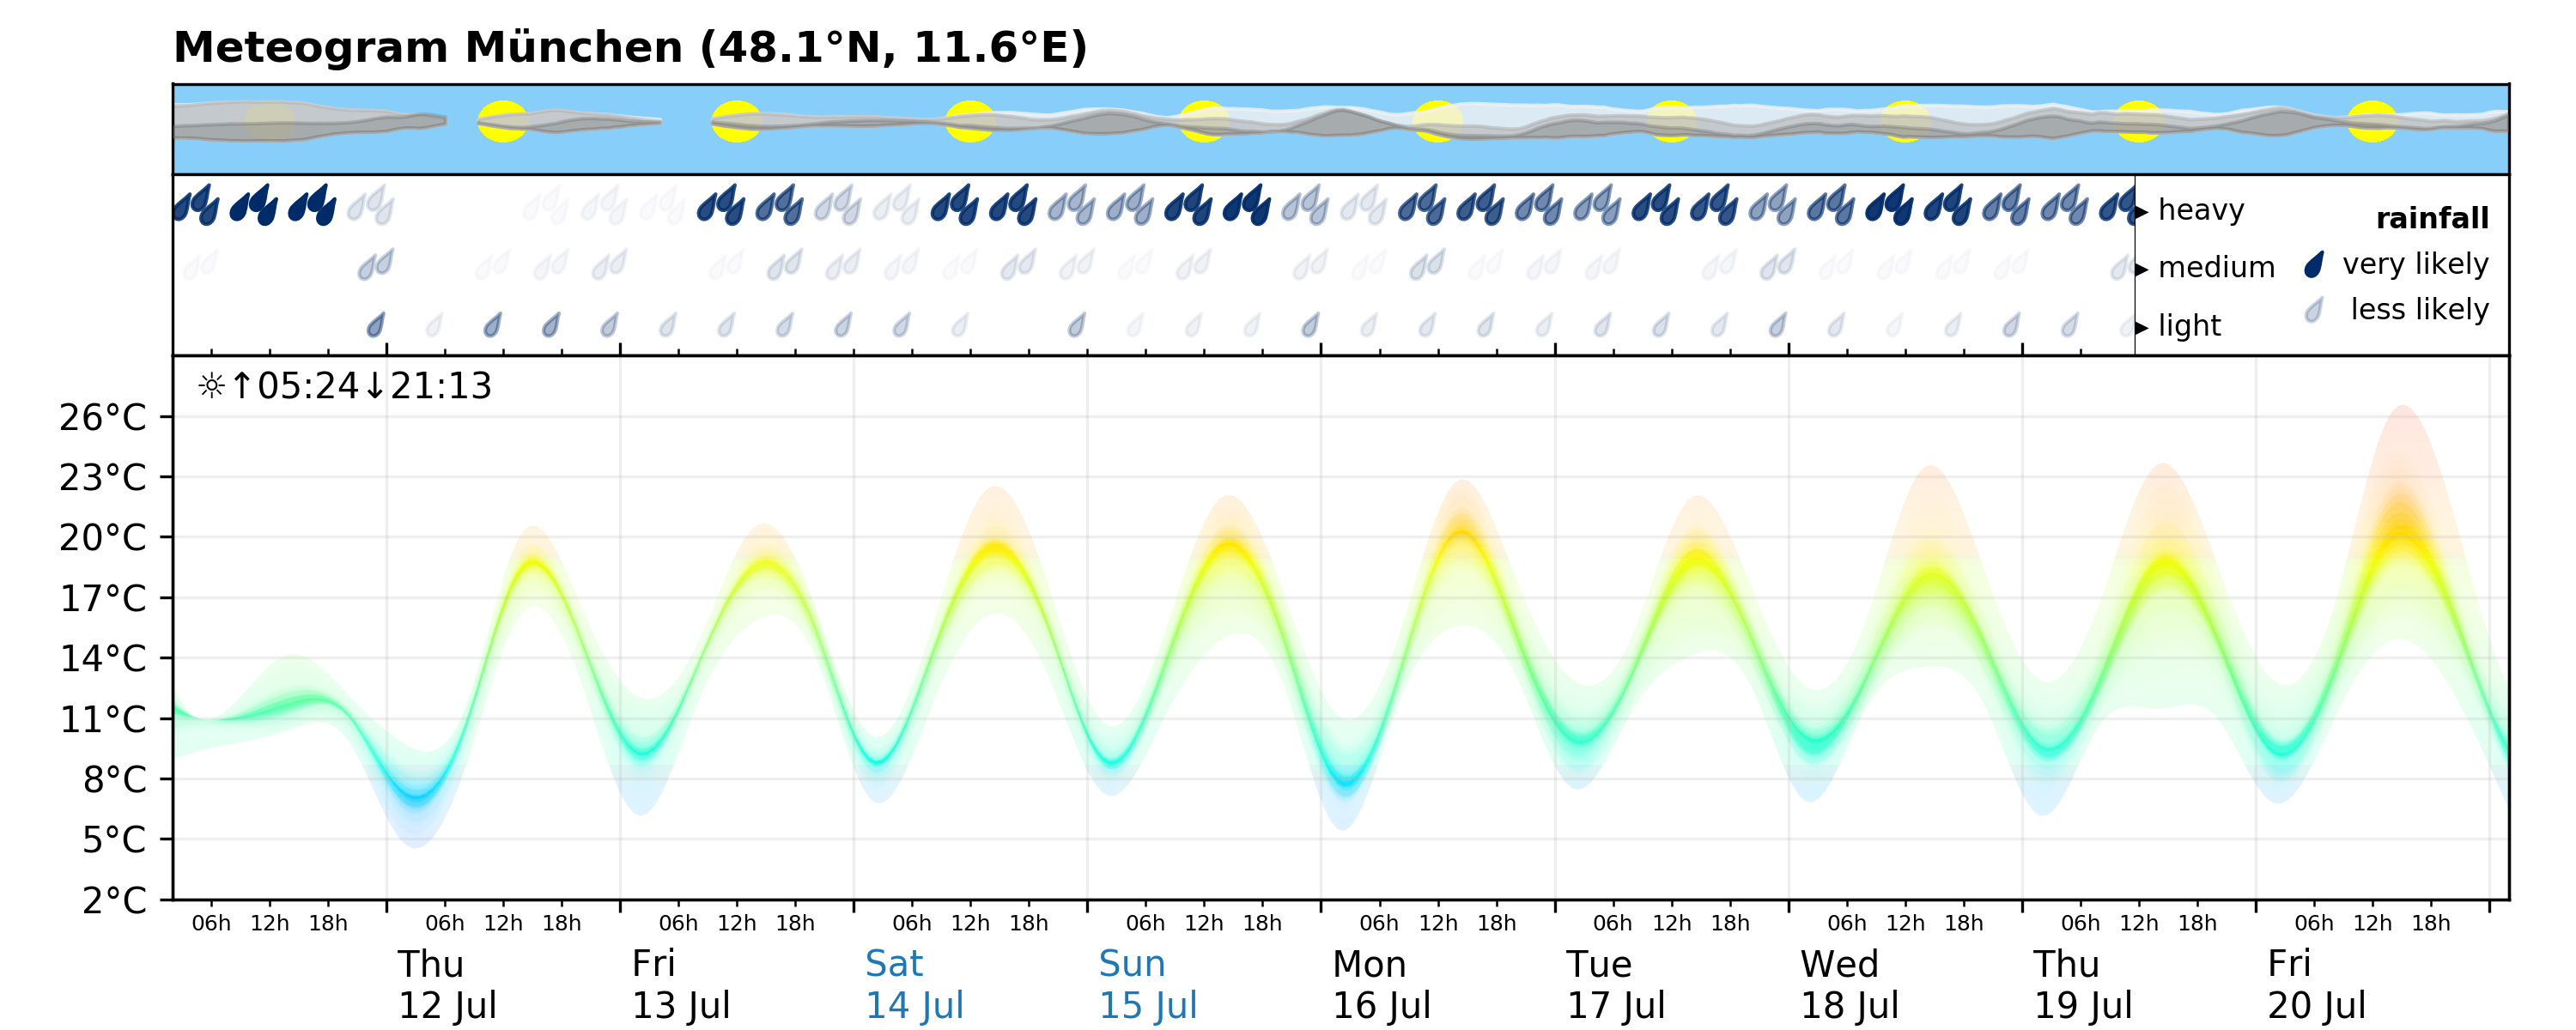 Meteogram München (48.1°N, 11.6°E)
▸ heavy
rainfall
▸ medium
very likely
less likely
▸ light
☼↑05:24↓21:13
26°C
23°C
20°C
17°C
14°C
11°C
8°C
5°C
2°C
06h 12h 18h 06h 12h 18h 06h 12h 18h 06h 12h 18h 06h 12h 18h 06h 12h 18h 06h 12h 18h 06h 12h 18h 06h 12h 18h 06h 12h 18h
Thu Fri Sat Sun Mon Tue Wed Thu Fri
12 Jul 13 Jul 14 Jul 15 Jul 16 Jul 17 Jul 18 Jul 19 Jul 20 Jul